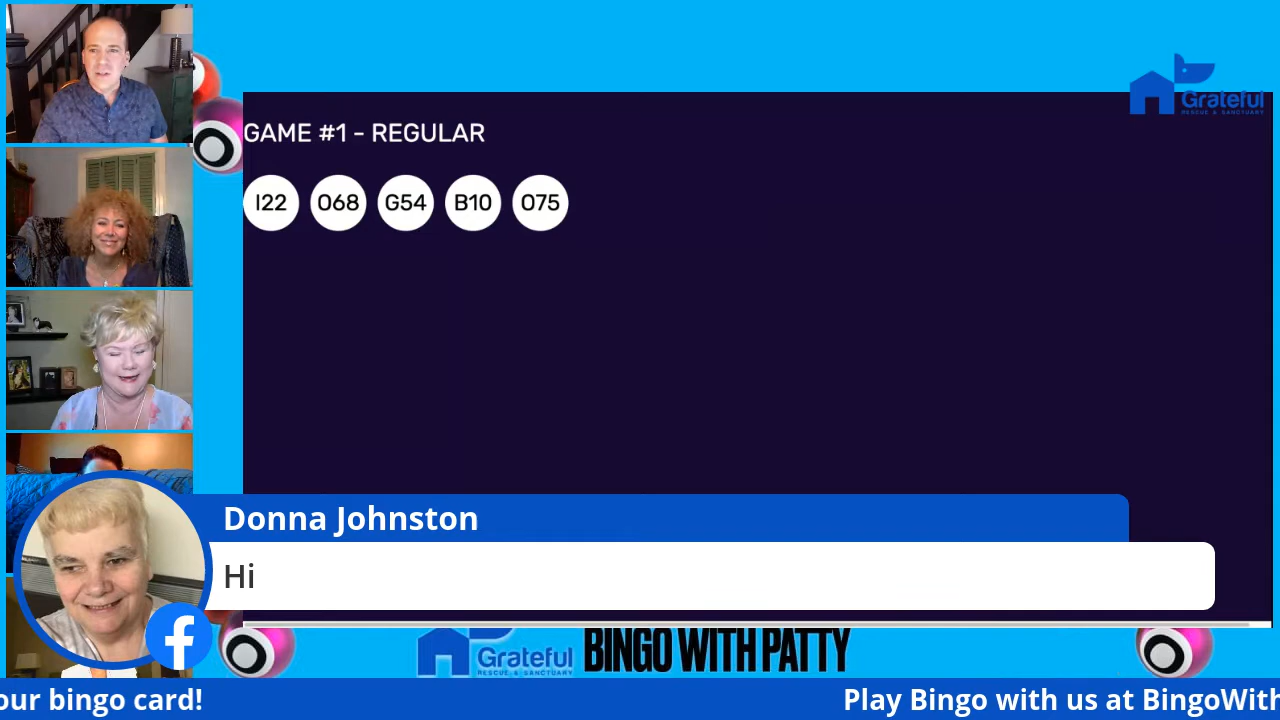 Grateful
RESCUE & SANCTUARY
GAME #1 - REGULAR
I22 O68 G54 B10 O75
Donna Johnston
Hi
Grateful
RESCUE & SANCTUARY
BINGO WITH PATTY
our bingo card! Play Bingo with us at BingoWith